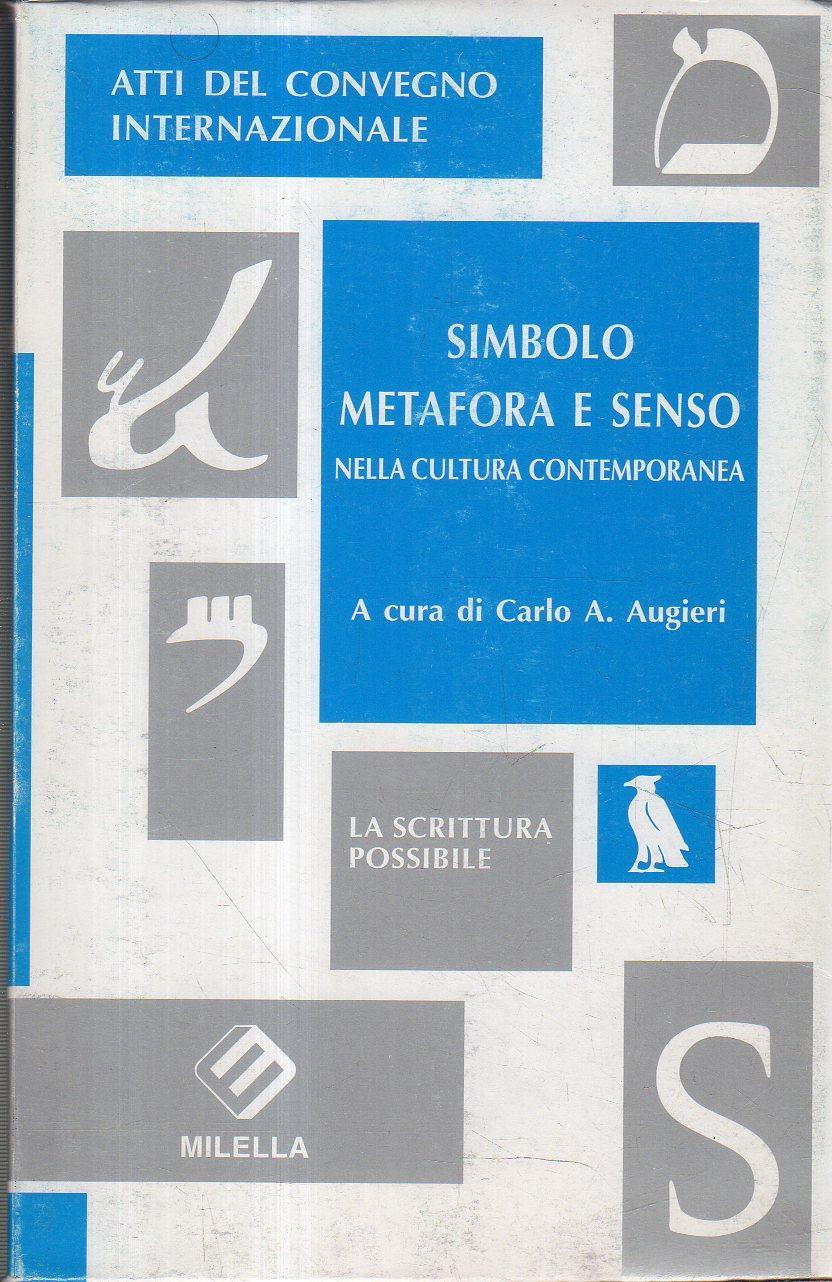 ATTI DEL CONVEGNO
INTERNAZIONALE
SIMBOLO
METAFORA E SENSO
NELLA CULTURA CONTEMPORANEA
A cura di Carlo A. Augieri
LA SCRITTURA
POSSIBILE
MILELLA
S